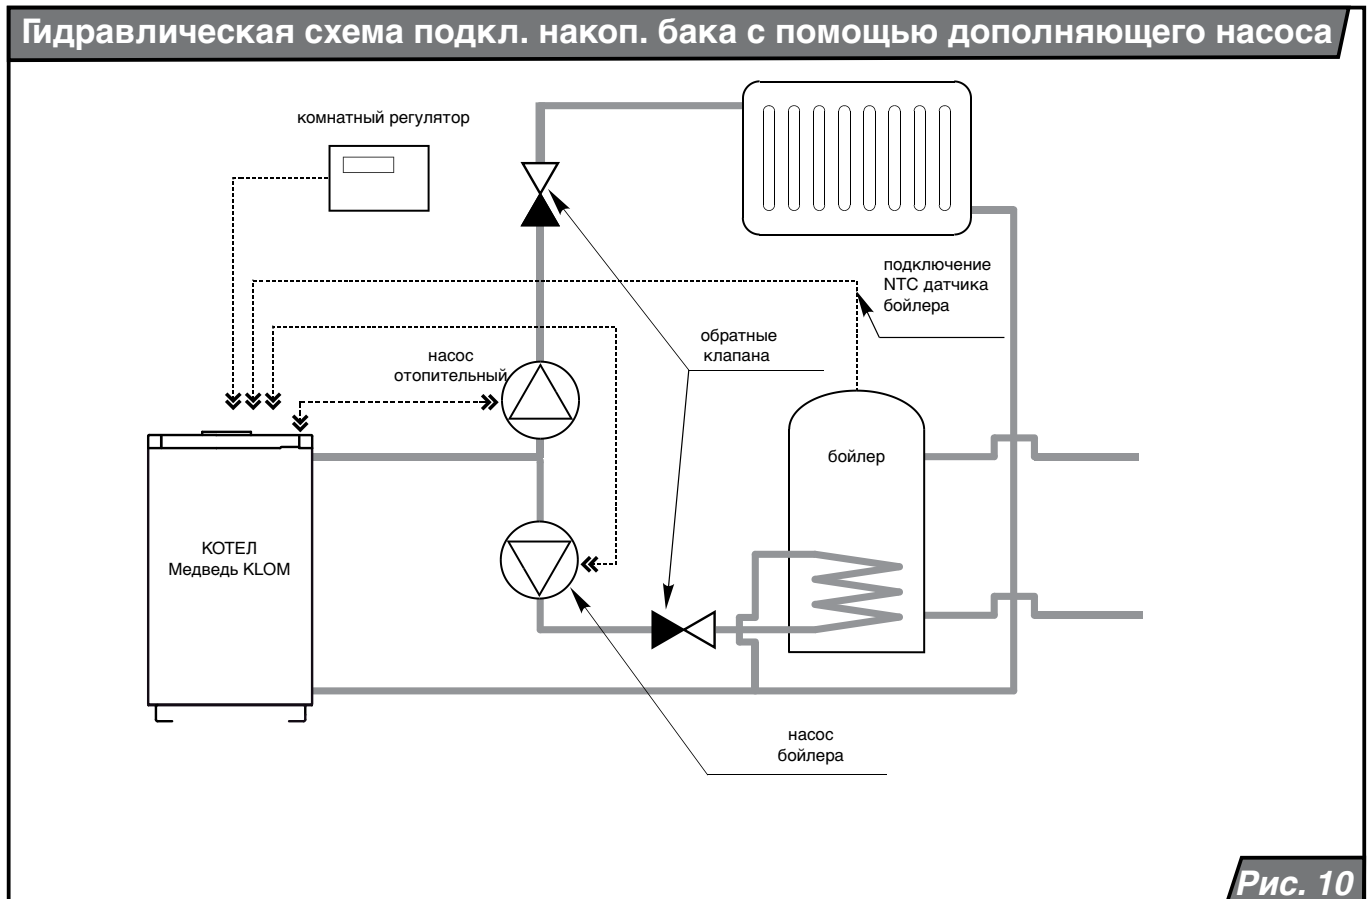 Гидравлическая схема подкл. накоп. бака с помощью дополняющего насоса
комнатный регулятор
подключение
NTC датчика
бойлера
обратные
клапана
насос
отопительный
бойлер
КОТЕЛ
Медведь KLOM
насос
бойлера
Рис. 10